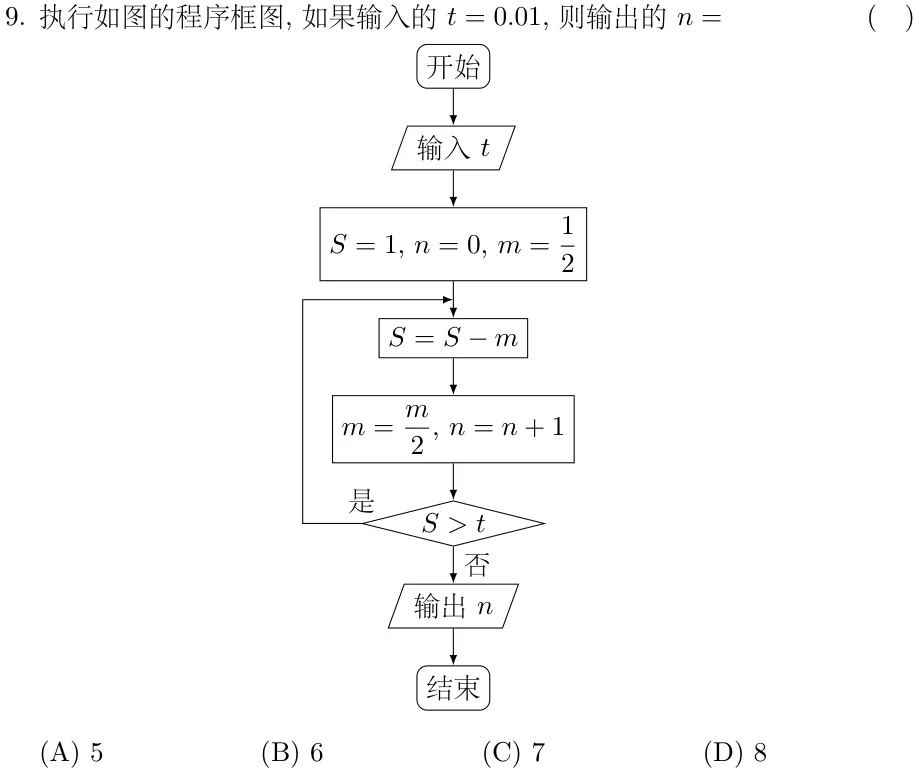 9. 执行如图的程序框图, 如果输入的 t = 0.01, 则输出的 n = ( )
开始
输入 t
S = 1, n = 0, m = 1/2
S = S − m
m = m/2, n = n + 1
是
S > t
否
输出 n
结束
(A) 5 (B) 6 (C) 7 (D) 8